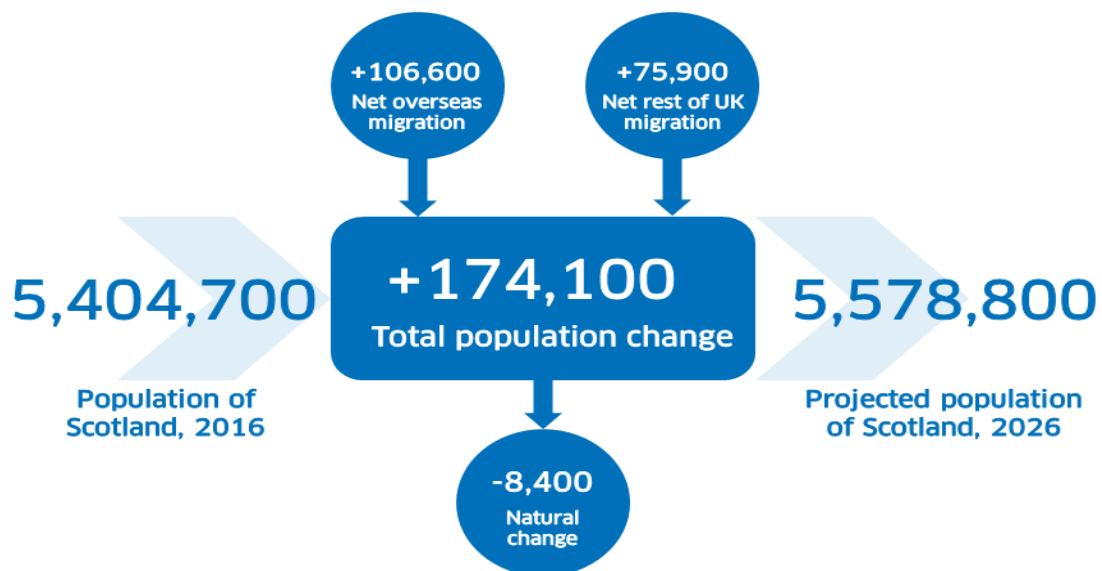 +106,600
Net overseas
migration
+75,900
Net rest of UK
migration
5,404,700
Population of
Scotland, 2016
+174,100
Total population change
5,578,800
Projected population
of Scotland, 2026
-8,400
Natural
change